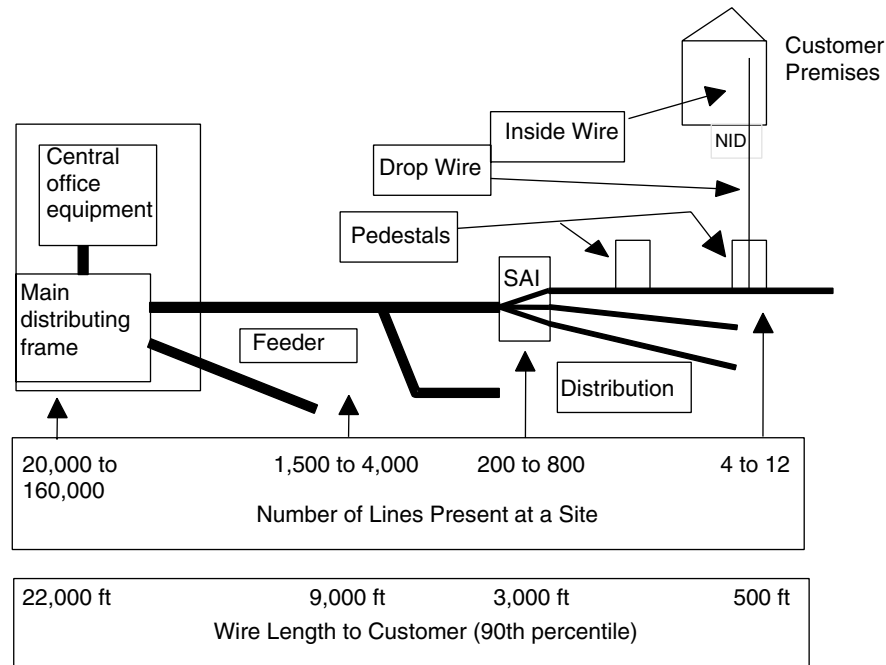 Customer
Premises
Inside Wire
NID
Central
office
equipment
Drop Wire
Pedestals
SAI
Main
distributing
frame
Feeder
Distribution
20,000 to
160,000
1,500 to 4,000
200 to 800
4 to 12
Number of Lines Present at a Site
22,000 ft
9,000 ft
3,000 ft
500 ft
Wire Length to Customer (90th percentile)